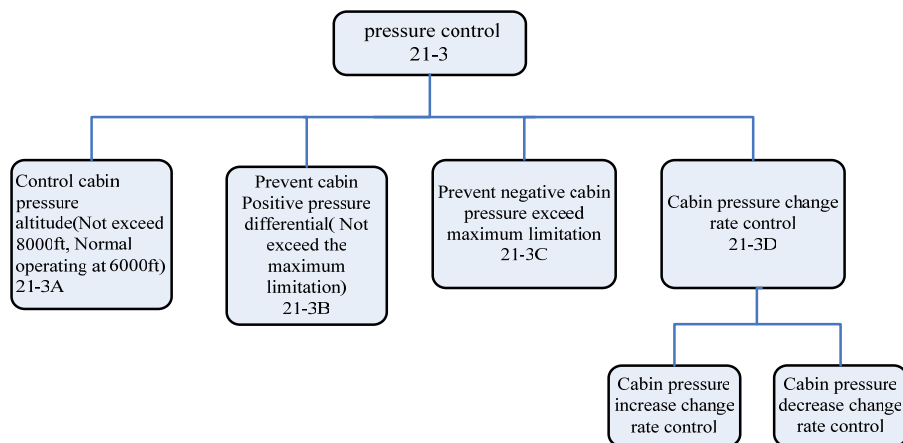 pressure control
21-3
Control cabin
pressure
altitude(Not exceed
8000ft, Normal
operating at 6000ft)
21-3A
Prevent cabin
Positive pressure
differential( Not
exceed the
maximum
limitation)
21-3B
Prevent negative cabin
pressure exceed
maximum limitation
21-3C
Cabin pressure change
rate control
21-3D
Cabin pressure
increase change
rate control
Cabin pressure
decrease change
rate control